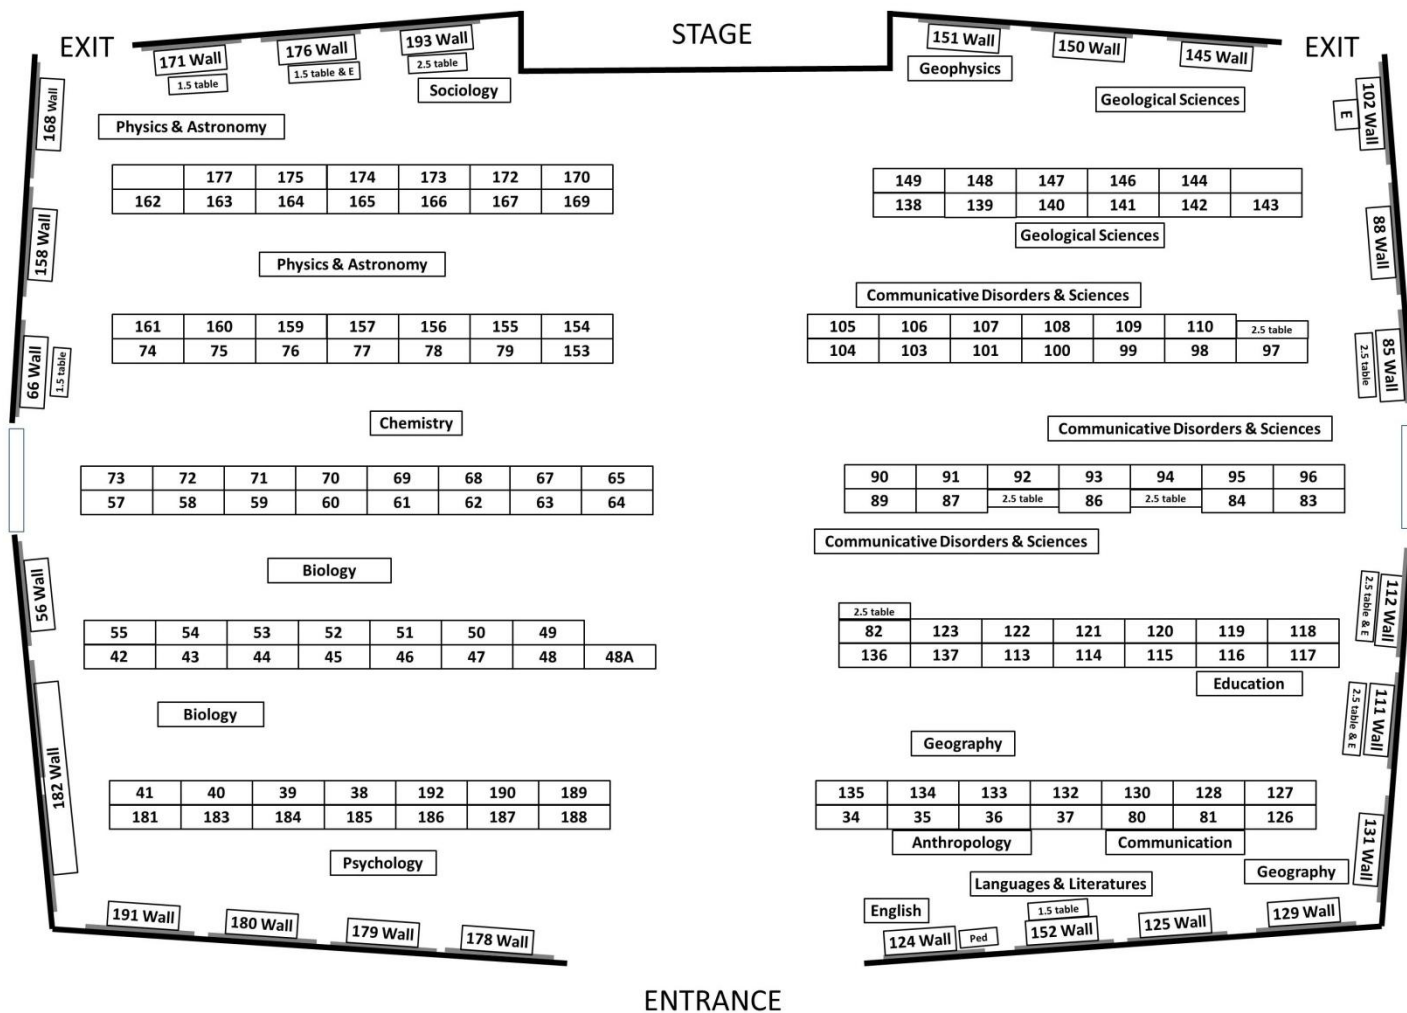 EXIT
171 Wall
1.5 table
176 Wall
1.5 table & E
193 Wall
2.5 table
Sociology
STAGE
151 Wall
Geophysics
150 Wall
145 Wall
EXIT
Geological Sciences
168 Wall
Physics & Astronomy
102 Wall
E
177 175 174 173 172 170
162 163 164 165 166 167 169
149 148 147 146 144
138 139 140 141 142 143
158 Wall
Physics & Astronomy
Geological Sciences
88 Wall
Communicative Disorders & Sciences
161 160 159 157 156 155 154
74 75 76 77 78 79 153
105 106 107 108 109 110 2.5 table
104 103 101 100 99 98 97
66 Wall
1.5 table
85 Wall
2.5 table
Chemistry
Communicative Disorders & Sciences
73 72 71 70 69 68 67 65
57 58 59 60 61 62 63 64
90 91 92 93 94 95 96
89 87 2.5 table 86 2.5 table 84 83
Communicative Disorders & Sciences
56 Wall
Biology
112 Wall
2.5 table & E
2.5 table
55 54 53 52 51 50 49
42 43 44 45 46 47 48 48A
82 123 122 121 120 119 118
136 137 113 114 115 116 117
Education
182 Wall
Biology
111 Wall
2.5 table & E
Geography
41 40 39 38 192 190 189
181 183 184 185 186 187 188
135 134 133 132 130 128 127
34 35 36 37 80 81 126
131 Wall
Anthropology
Communication
Psychology
Geography
Languages & Literatures
English
1.5 table
191 Wall
180 Wall
179 Wall
178 Wall
124 Wall
Ped
152 Wall
125 Wall
129 Wall
ENTRANCE